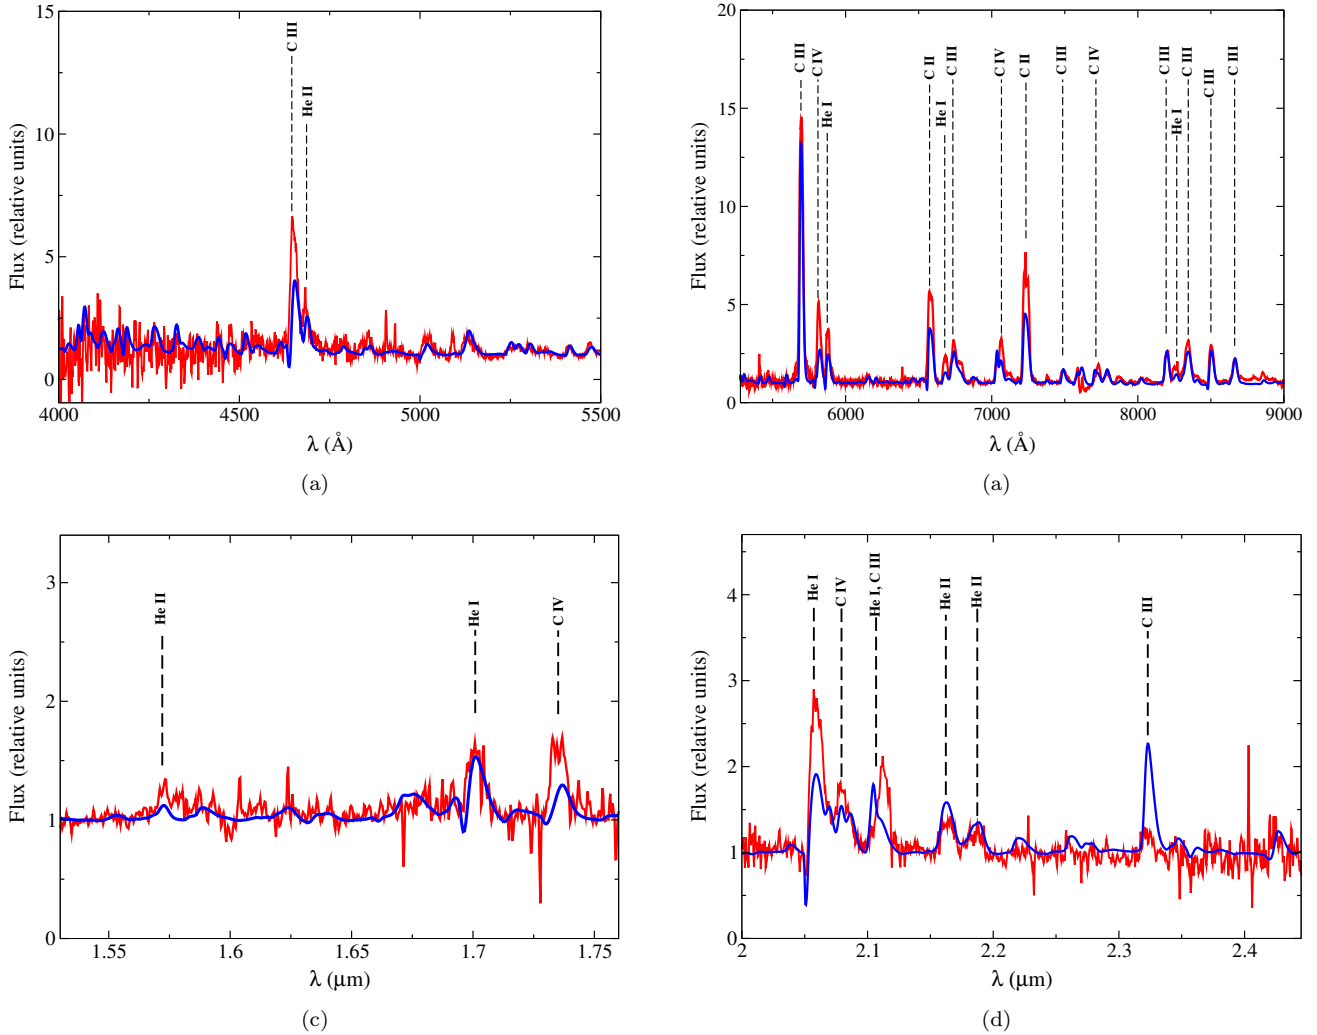 15
10
5
0
Flux (relative units)
C III
He II
4000
4500
5000
5500
λ (Å)
(a)
20
15
10
5
0
Flux (relative units)
C III
C IV
He I
C II
He I
C III
C IV
C II
C III
C IV
C III
He I
C III
C III
C III
6000
7000
8000
9000
λ (Å)
(a)
3
2
1
0
Flux (relative units)
He II
He I
C IV
1.55
1.6
1.65
1.7
1.75
λ (μm)
(c)
4
3
2
1
0
Flux (relative units)
He I
C IV
He I, C III
He II
He II
C III
2
2.1
2.2
2.3
2.4
λ (μm)
(d)